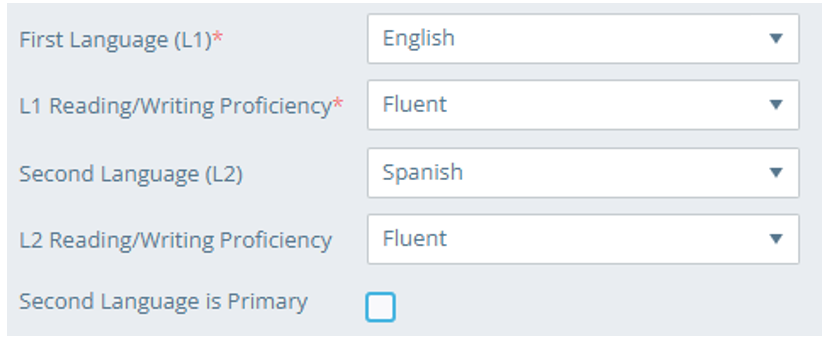 First Language (L1)* English
L1 Reading/Writing Proficiency* Fluent
Second Language (L2) Spanish
L2 Reading/Writing Proficiency Fluent
Second Language is Primary